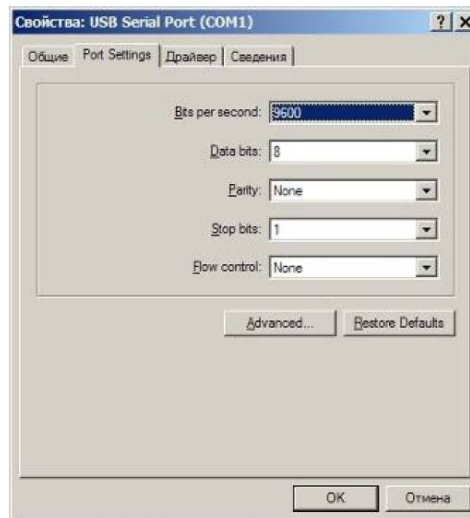 Свойства: USB Serial Port (COM1)
Общие Port Settings Драйвер Сведения
Bits per second: 9600
Data bits: 8
Parity: None
Stop bits: 1
Flow control: None
Advanced... Restore Defaults
OK Отмена